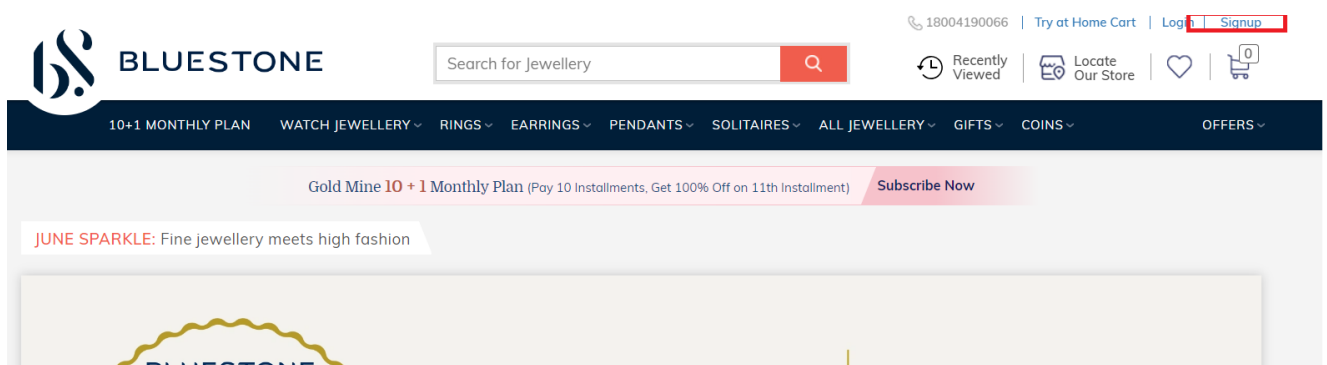 18004190066 | Try at Home Cart | Login | Signup
BLUESTONE
Search for Jewellery
Recently Viewed
Locate Our Store
0
10+1 MONTHLY PLAN WATCH JEWELLERY RINGS EARRINGS PENDANTS SOLITAIRES ALL JEWELLERY GIFTS COINS OFFERS
Gold Mine 10 + 1 Monthly Plan (Pay 10 Installments, Get 100% Off on 11th Installment) Subscribe Now
JUNE SPARKLE: Fine jewellery meets high fashion
BLUESTONE